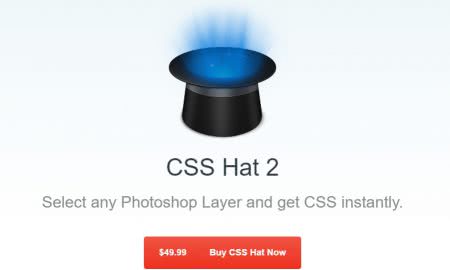 CSS Hat 2
Select any Photoshop Layer and get CSS instantly.
$49.99 Buy CSS Hat Now